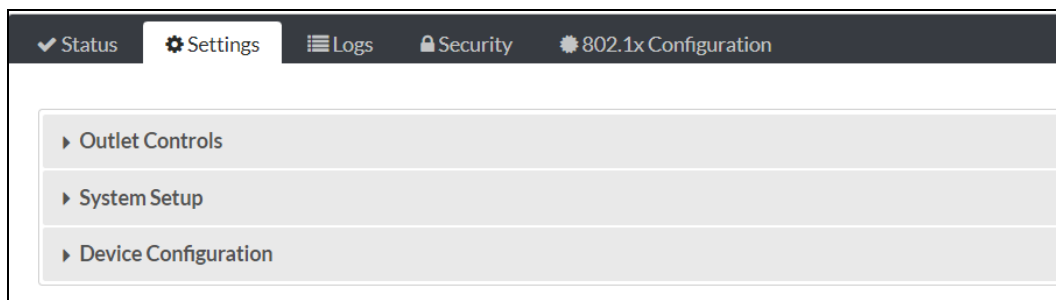 Status Settings Logs Security 802.1x Configuration
Outlet Controls
System Setup
Device Configuration